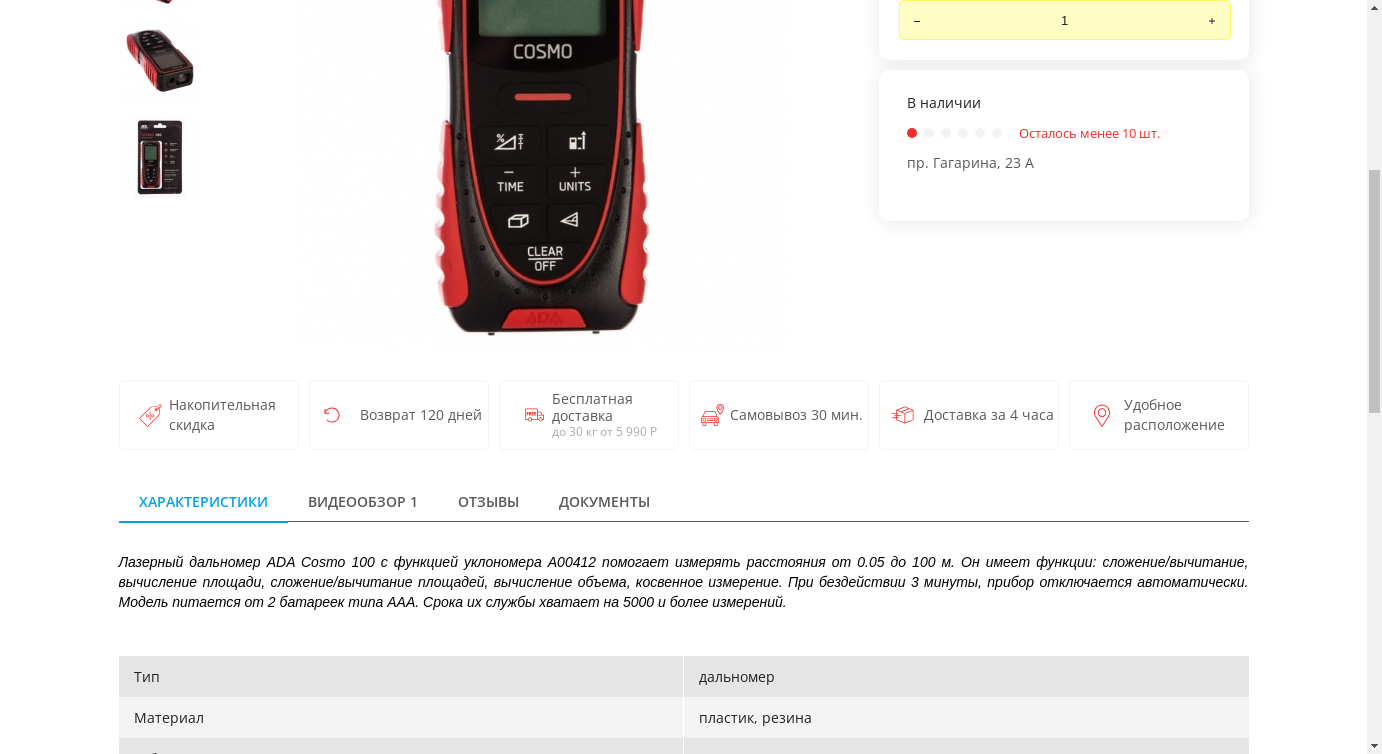 COSMO
TIME
UNITS
CLEAR
OFF
ADA
− 1 +
В наличии
Осталось менее 10 шт.
пр. Гагарина, 23 А
Накопительная
скидка
Возврат 120 дней
FREE
Бесплатная
доставка
до 30 кг от 5 990 Р
Самовывоз 30 мин.
Доставка за 4 часа
Удобное
расположение
ХАРАКТЕРИСТИКИ ВИДЕООБЗОР 1 ОТЗЫВЫ ДОКУМЕНТЫ
Лазерный дальномер ADA Cosmo 100 с функцией уклономера А00412 помогает измерять расстояния от 0.05 до 100 м. Он имеет функции: сложение/вычитание,
вычисление площади, сложение/вычитание площадей, вычисление объема, косвенное измерение. При бездействии 3 минуты, прибор отключается автоматически.
Модель питается от 2 батареек типа ААА. Срока их службы хватает на 5000 и более измерений.
Тип дальномер
Материал пластик, резина